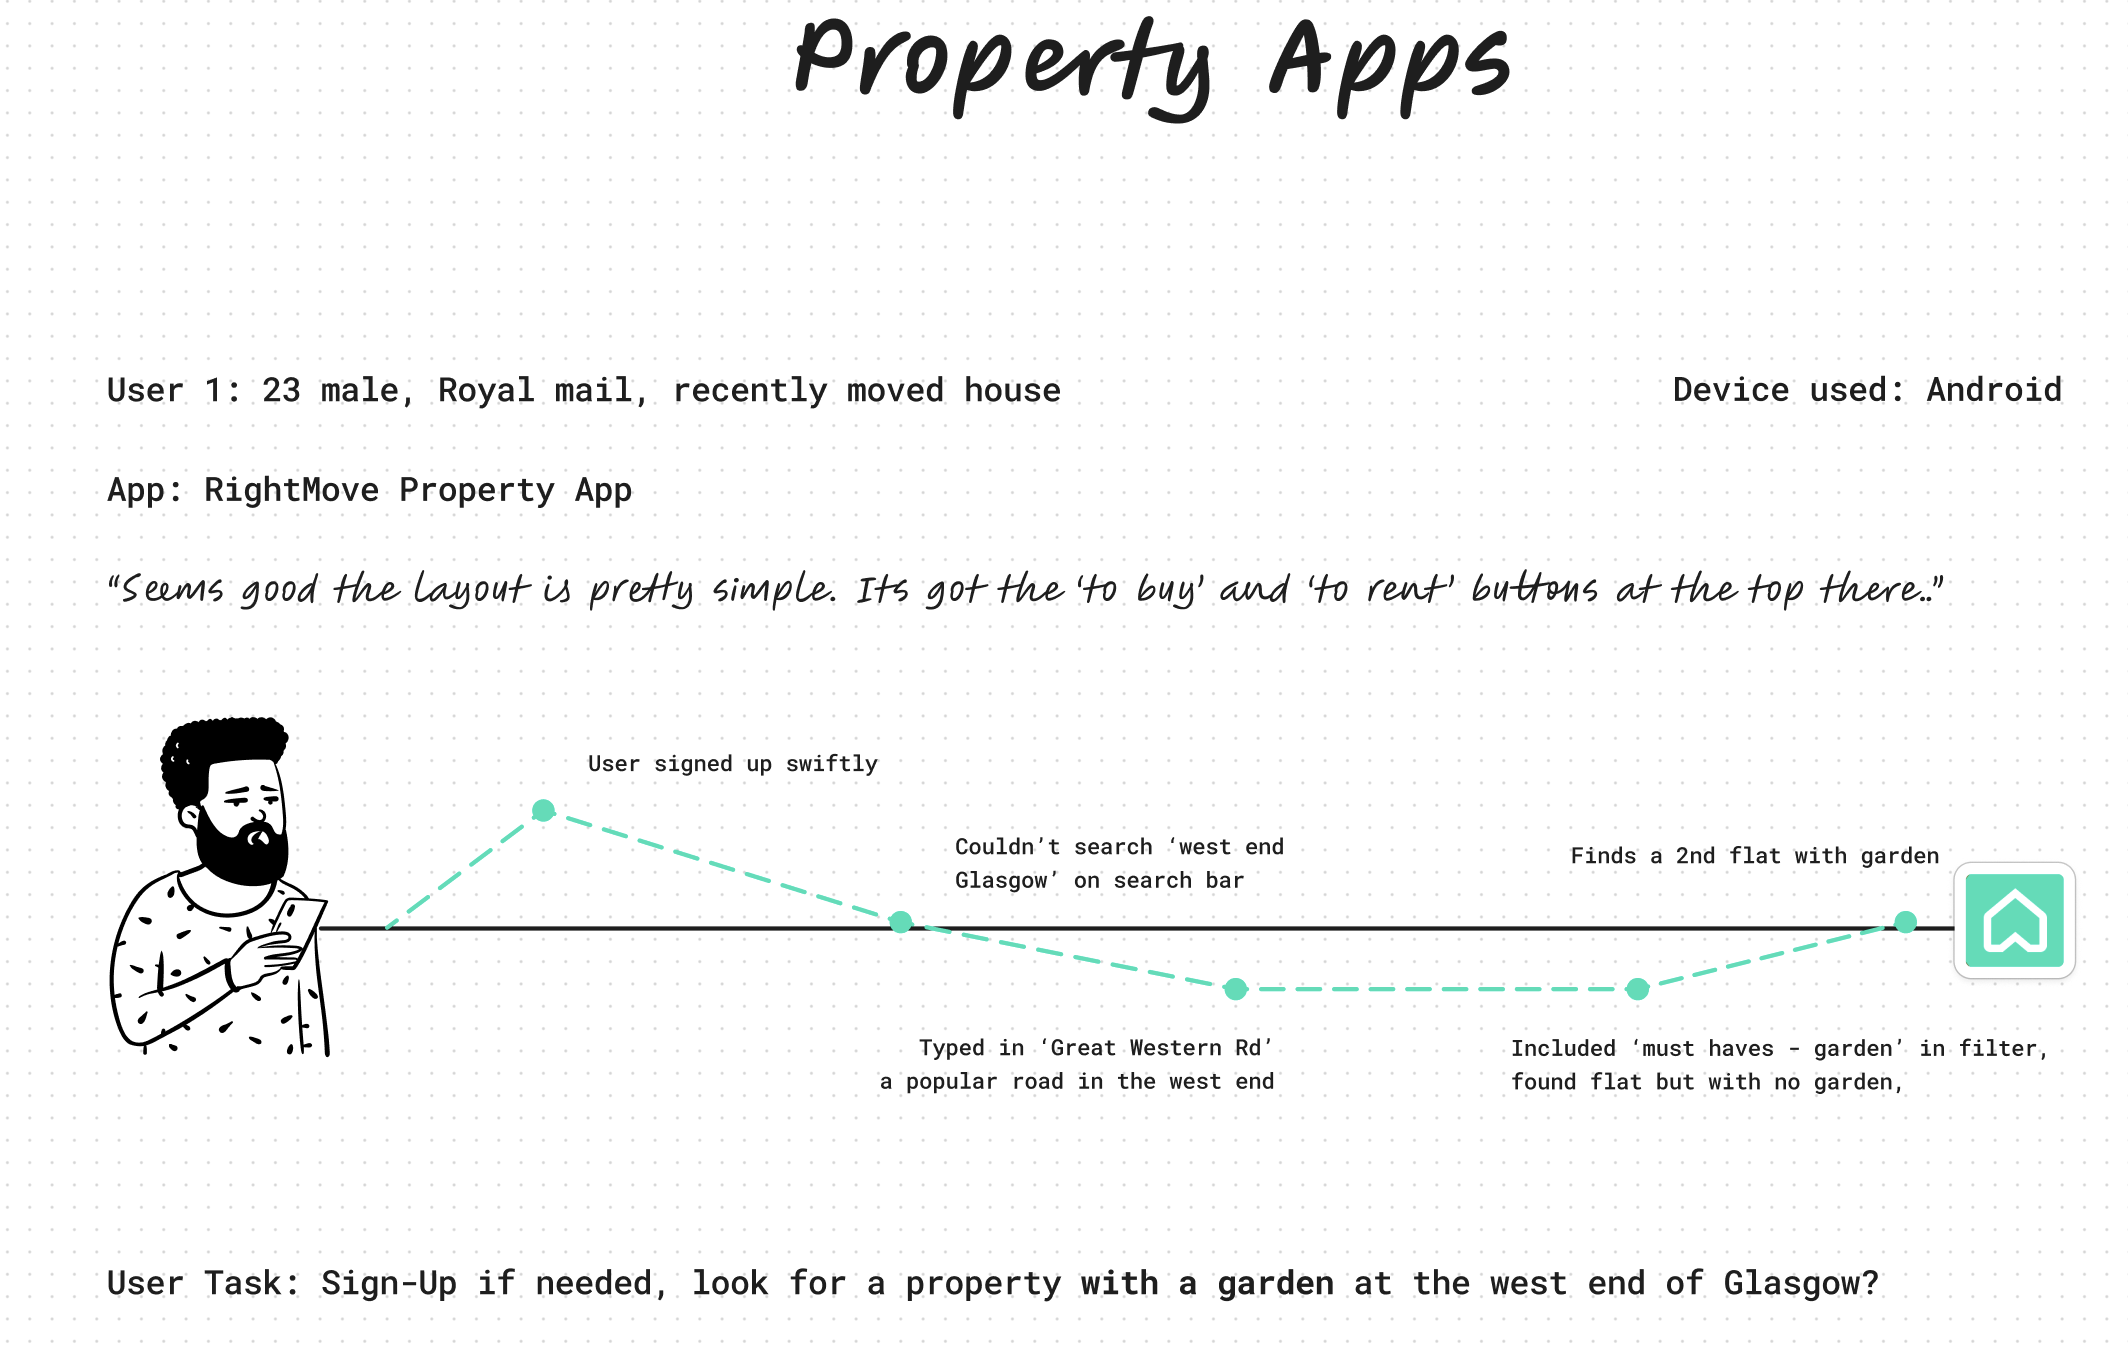 Property Apps
User 1: 23 male, Royal mail, recently moved house
Device used: Android
App: RightMove Property App
“Seems good the layout is pretty simple. Its got the ‘to buy’ and ‘to rent’ buttons at the top there..”
User signed up swiftly
Couldn’t search ‘west end
Glasgow’ on search bar
Finds a 2nd flat with garden
Typed in ‘Great Western Rd’
a popular road in the west end
Included ‘must haves - garden’ in filter,
found flat but with no garden,
User Task: Sign-Up if needed, look for a property with a garden at the west end of Glasgow?